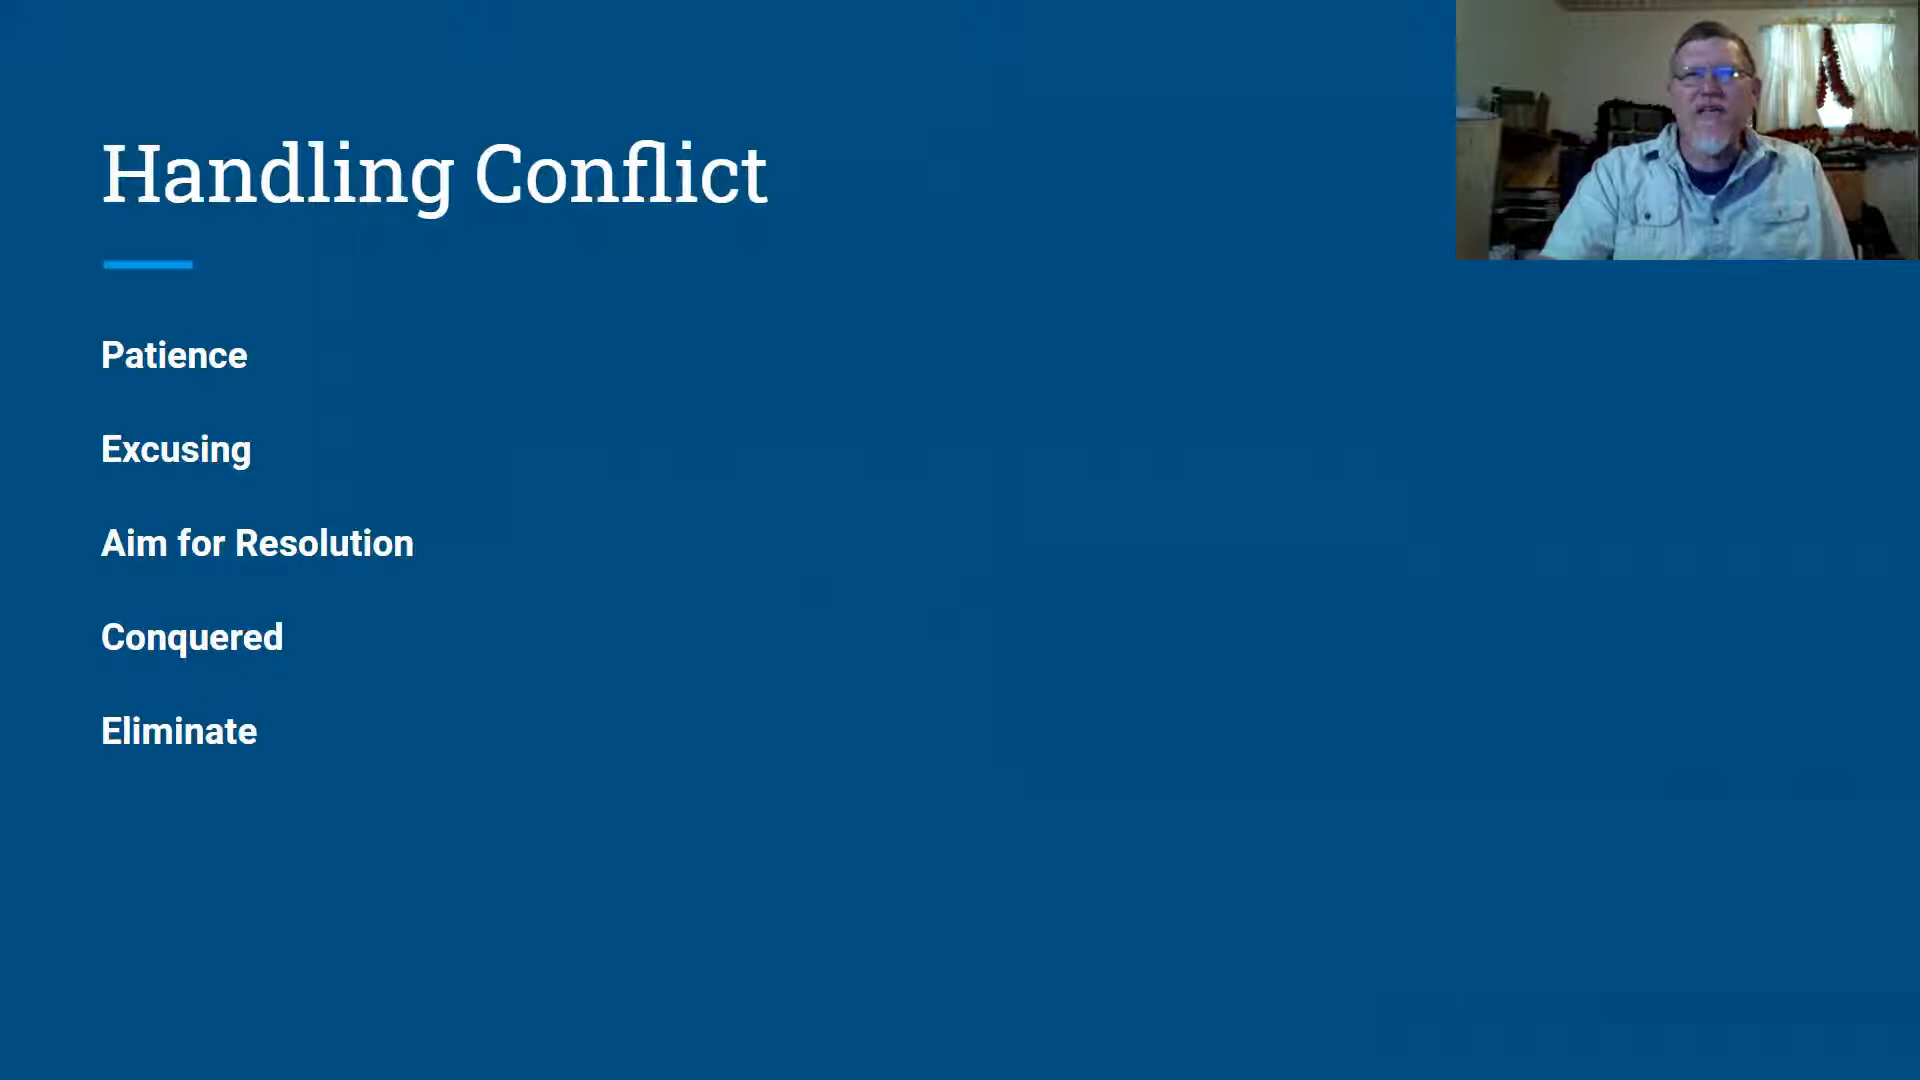 Handling Conflict
Patience
Excusing
Aim for Resolution
Conquered
Eliminate